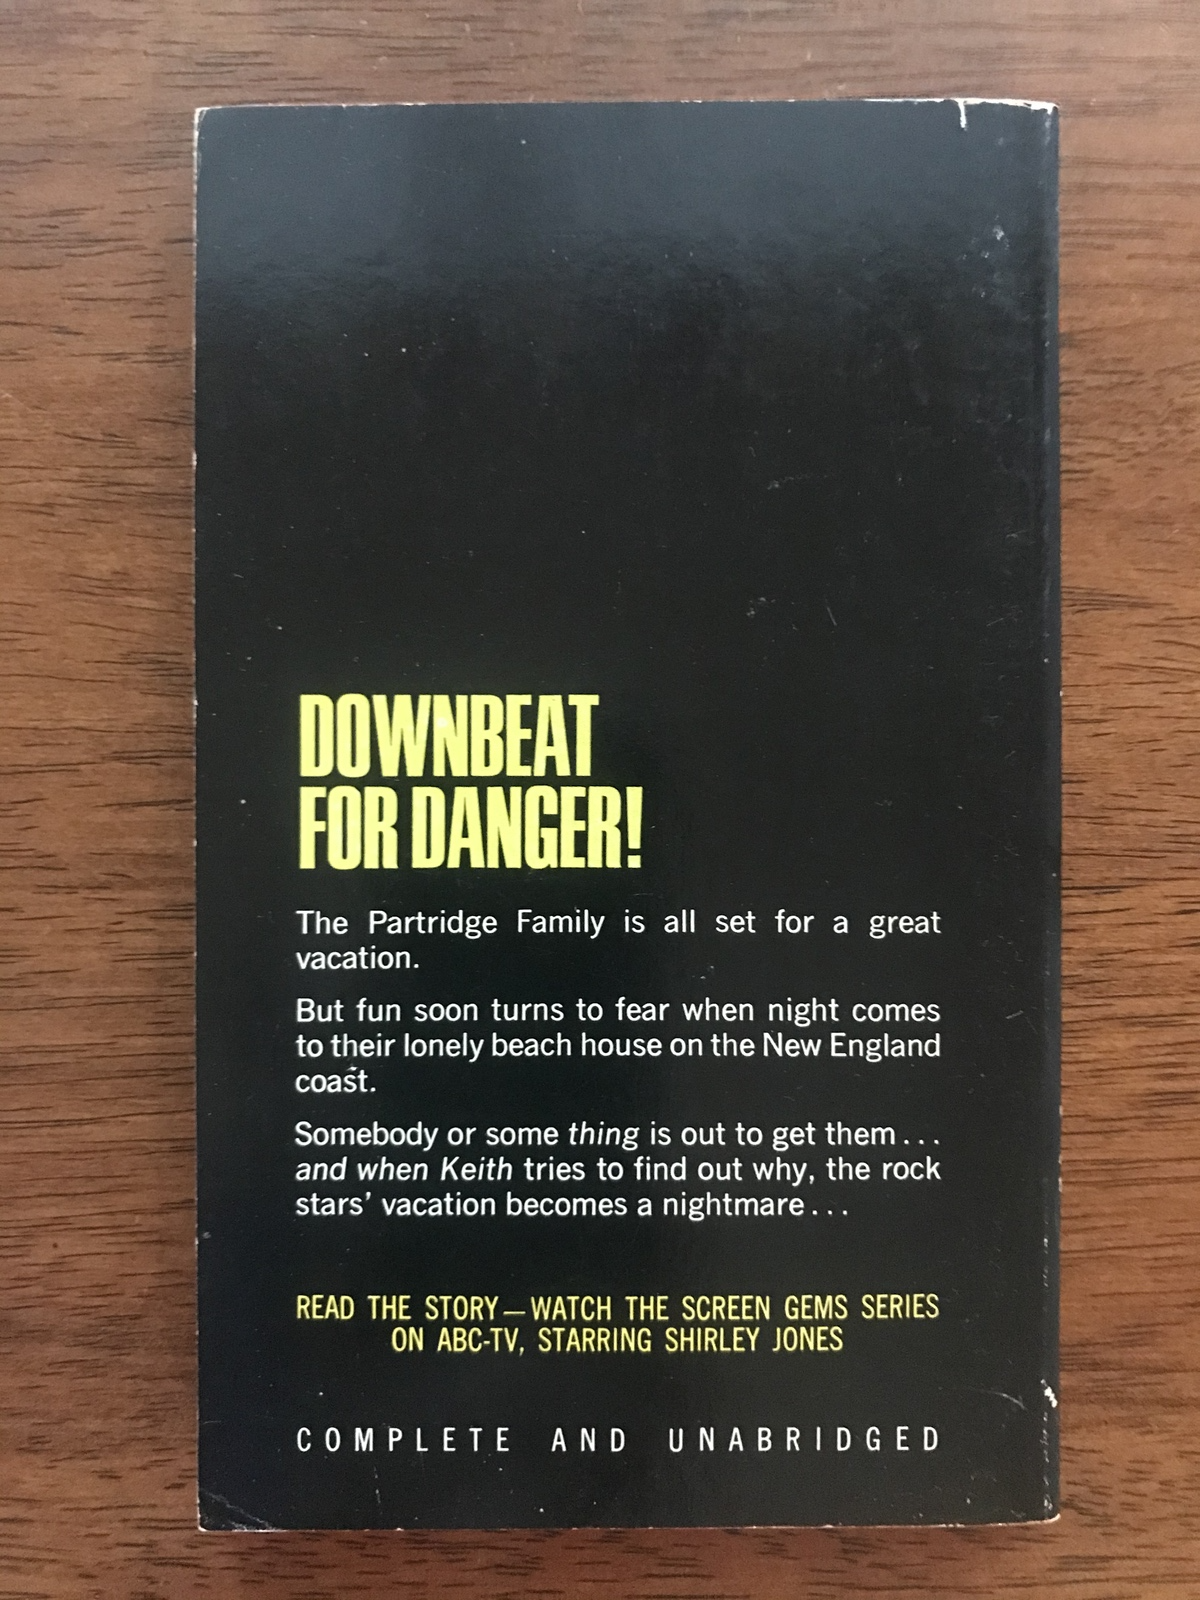 DOWNBEAT
FOR DANGER!
The Partridge Family is all set for a great
vacation.
But fun soon turns to fear when night comes
to their lonely beach house on the New England
coast.
Somebody or some thing is out to get them...
and when Keith tries to find out why, the rock
stars' vacation becomes a nightmare...
READ THE STORY—WATCH THE SCREEN GEMS SERIES
ON ABC-TV, STARRING SHIRLEY JONES
COMPLETE AND UNABRIDGED